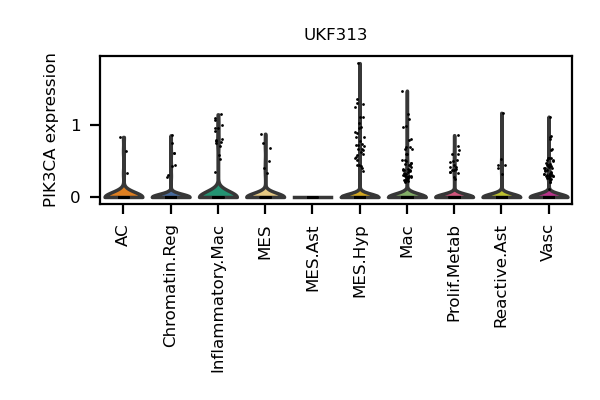 UKF313
PIK3CA expression
1
0
AC
Chromatin.Reg
Inflammatory.Mac
MES
MES.Ast
MES.Hyp
Mac
Prolif.Metab
Reactive.Ast
Vasc